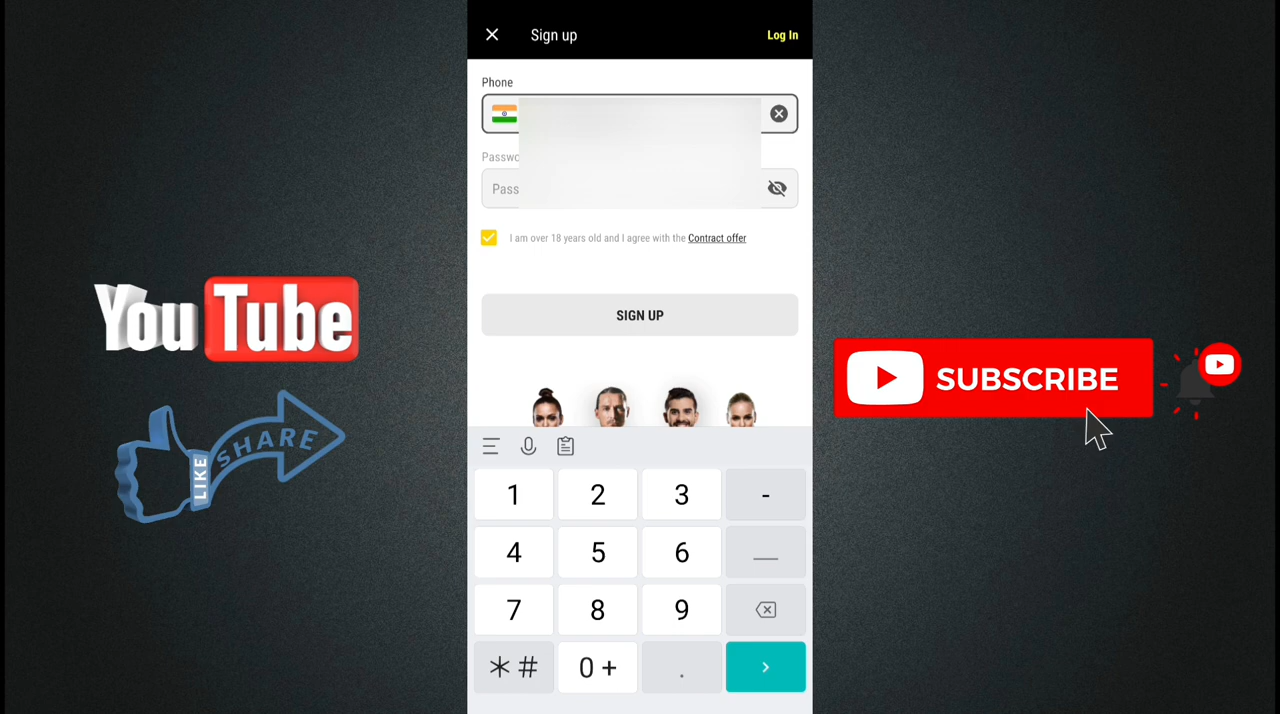 Sign up
Log In
Phone
Passwo
Pass
I am over 18 years old and I agree with the Contract offer
SIGN UP
YouTube
LIKE
SHARE
SUBSCRIBE
1 2 3 -
4 5 6 _
7 8 9
*# 0 + .